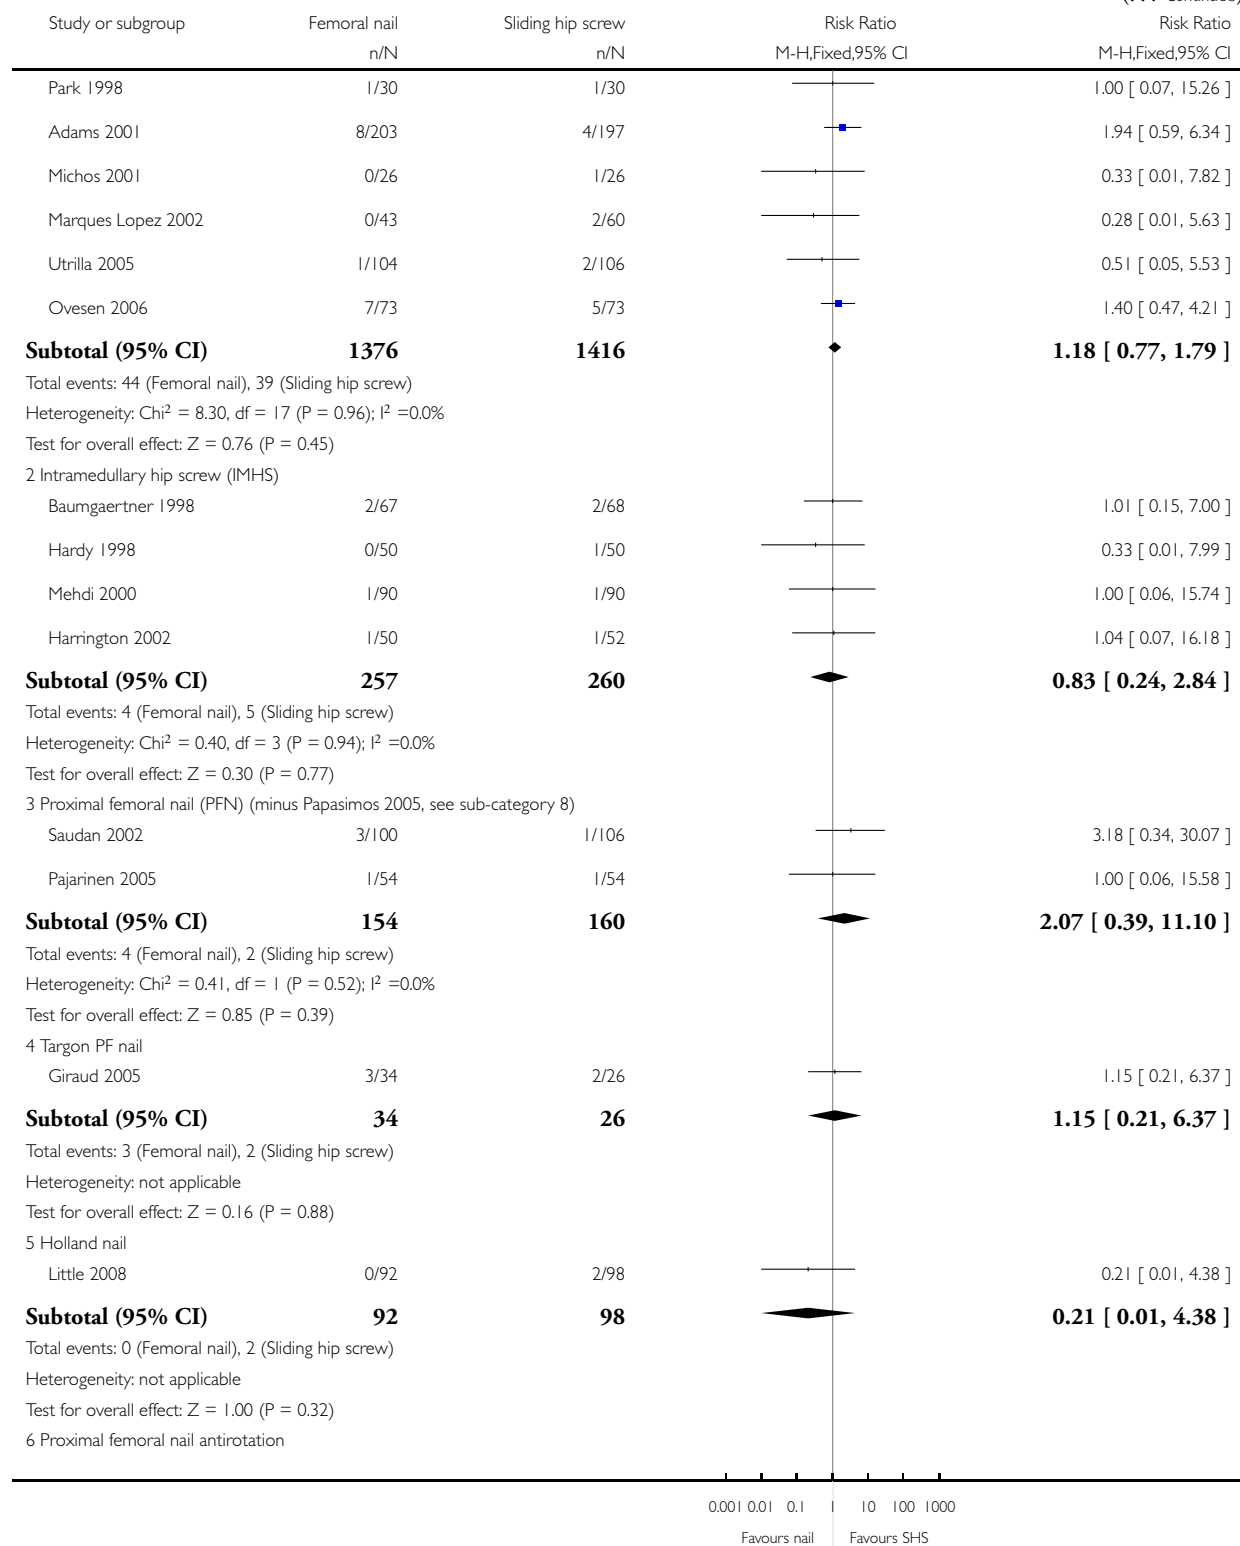 Continued)
Study or subgroup Femoral nail Sliding hip screw Risk Ratio Risk Ratio
n/N n/N M-H,Fixed,95% CI M-H,Fixed,95% CI
Park 1998 1/30 1/30 1.00 [ 0.07, 15.26 ]
Adams 2001 8/203 4/197 1.94 [ 0.59, 6.34 ]
Michos 2001 0/26 1/26 0.33 [ 0.01, 7.82 ]
Marques Lopez 2002 0/43 2/60 0.28 [ 0.01, 5.63 ]
Utrilla 2005 1/104 2/106 0.51 [ 0.05, 5.53 ]
Ovesen 2006 7/73 5/73 1.40 [ 0.47, 4.21 ]
Subtotal (95% CI) 1376 1416 1.18 [ 0.77, 1.79 ]
Total events: 44 (Femoral nail), 39 (Sliding hip screw)
Heterogeneity: Chi² = 8.30, df = 17 (P = 0.96); I² =0.0%
Test for overall effect: Z = 0.76 (P = 0.45)
2 Intramedullary hip screw (IMHS)
Baumgaertner 1998 2/67 2/68 1.01 [ 0.15, 7.00 ]
Hardy 1998 0/50 1/50 0.33 [ 0.01, 7.99 ]
Mehdi 2000 1/90 1/90 1.00 [ 0.06, 15.74 ]
Harrington 2002 1/50 1/52 1.04 [ 0.07, 16.18 ]
Subtotal (95% CI) 257 260 0.83 [ 0.24, 2.84 ]
Total events: 4 (Femoral nail), 5 (Sliding hip screw)
Heterogeneity: Chi² = 0.40, df = 3 (P = 0.94); I² =0.0%
Test for overall effect: Z = 0.30 (P = 0.77)
3 Proximal femoral nail (PFN) (minus Papasimos 2005, see sub-category 8)
Saudan 2002 3/100 1/106 3.18 [ 0.34, 30.07 ]
Pajarinen 2005 1/54 1/54 1.00 [ 0.06, 15.58 ]
Subtotal (95% CI) 154 160 2.07 [ 0.39, 11.10 ]
Total events: 4 (Femoral nail), 2 (Sliding hip screw)
Heterogeneity: Chi² = 0.41, df = 1 (P = 0.52); I² =0.0%
Test for overall effect: Z = 0.85 (P = 0.39)
4 Targon PF nail
Giraud 2005 3/34 2/26 1.15 [ 0.21, 6.37 ]
Subtotal (95% CI) 34 26 1.15 [ 0.21, 6.37 ]
Total events: 3 (Femoral nail), 2 (Sliding hip screw)
Heterogeneity: not applicable
Test for overall effect: Z = 0.16 (P = 0.88)
5 Holland nail
Little 2008 0/92 2/98 0.21 [ 0.01, 4.38 ]
Subtotal (95% CI) 92 98 0.21 [ 0.01, 4.38 ]
Total events: 0 (Femoral nail), 2 (Sliding hip screw)
Heterogeneity: not applicable
Test for overall effect: Z = 1.00 (P = 0.32)
6 Proximal femoral nail antirotation
0.001 0.01 0.1 1 10 100 1000
Favours nail Favours SHS